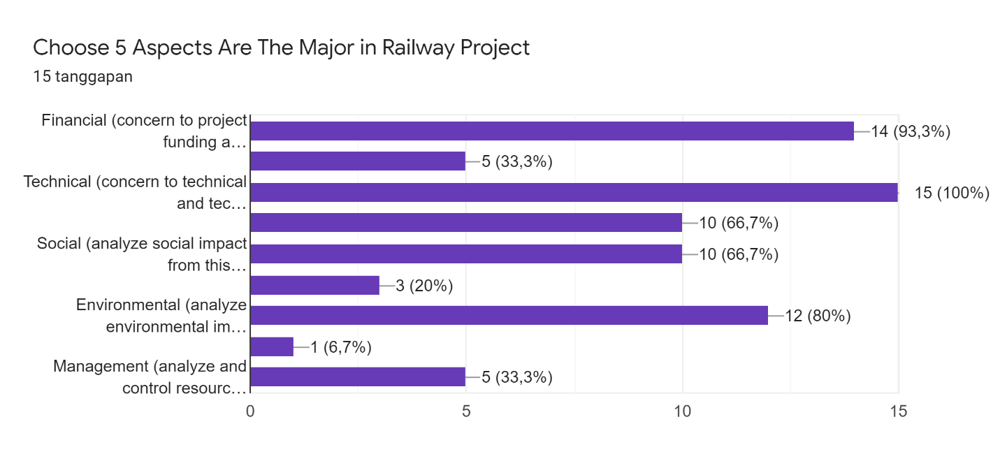 Choose 5 Aspects Are The Major in Railway Project
15 tanggapan
Financial (concern to project
funding a…
14 (93,3%)
5 (33,3%)
Technical (concern to technical
and tec…
15 (100%)
10 (66,7%)
Social (analyze social impact
from this…
10 (66,7%)
3 (20%)
Environmental (analyze
environmental im…
12 (80%)
1 (6,7%)
Management (analyze and
control resourc…
5 (33,3%)
0 5 10 15